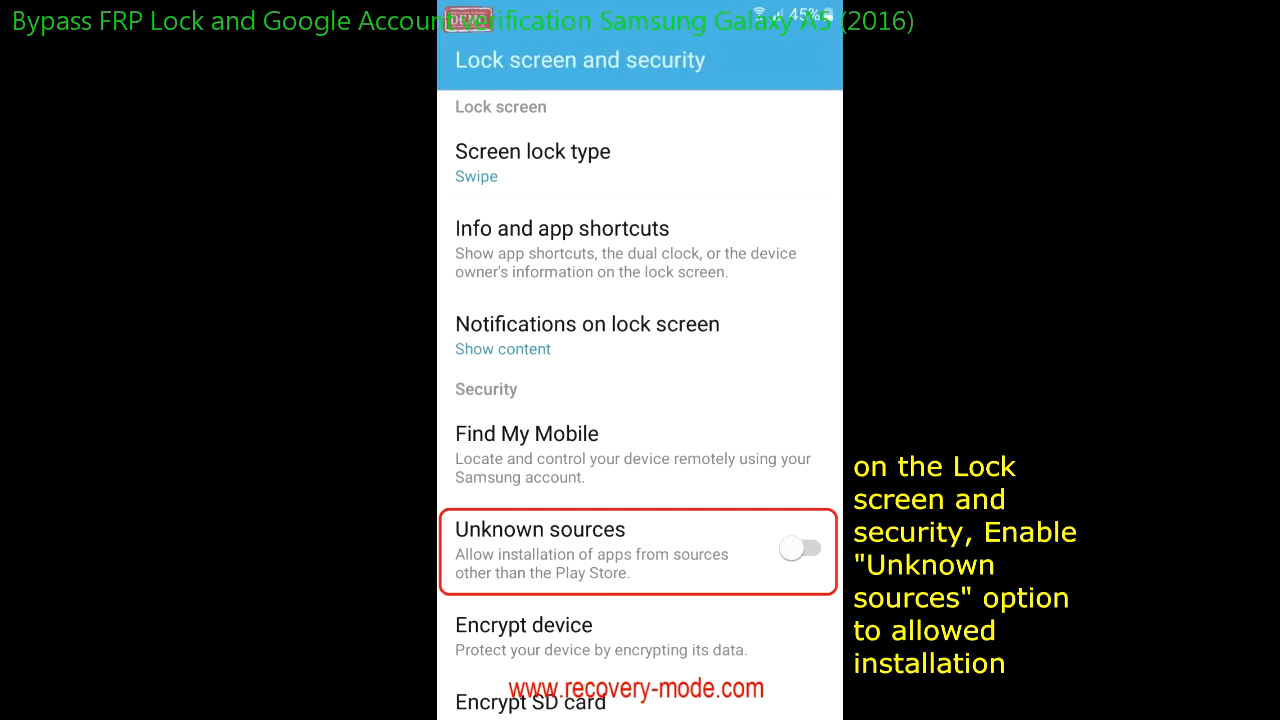 Bypass FRP Lock and Google Account verification Samsung Galaxy A5 (2016)
DEMO
45%
Lock screen and security
Lock screen
Screen lock type
Swipe
Info and app shortcuts
Show app shortcuts, the dual clock, or the device
owner's information on the lock screen.
Notifications on lock screen
Show content
Security
Find My Mobile
Locate and control your device remotely using your
Samsung account.
Unknown sources
Allow installation of apps from sources
other than the Play Store.
Encrypt device
Protect your device by encrypting its data.
www.recovery-mode.com
Encrypt SD card
on the Lock
screen and
security, Enable
"Unknown
sources" option
to allowed
installation